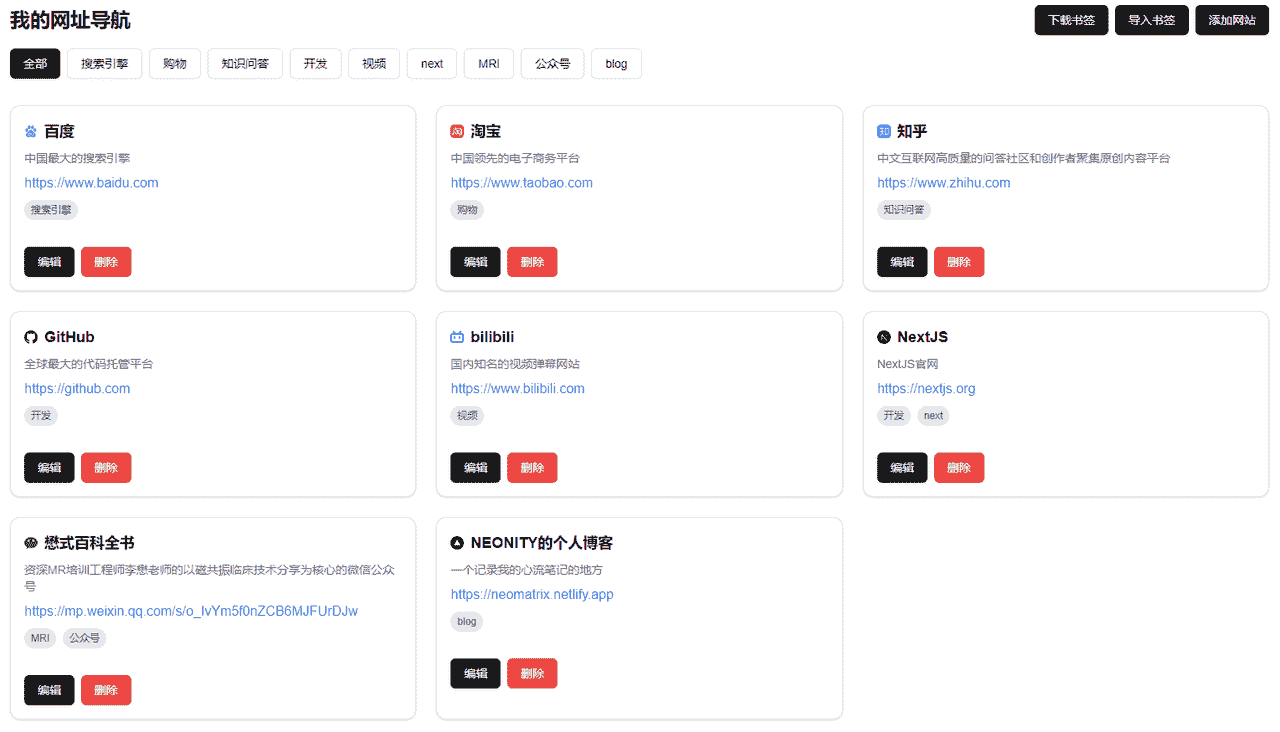 我的网址导航
下载书签 导入书签 添加网站
全部 搜索引擎 购物 知识问答 开发 视频 next MRI 公众号 blog
百度
中国最大的搜索引擎
https://www.baidu.com
搜索引擎
编辑 删除
淘宝
中国领先的电子商务平台
https://www.taobao.com
购物
编辑 删除
知乎
中文互联网高质量的问答社区和创作者聚集原创内容平台
https://www.zhihu.com
知识问答
编辑 删除
GitHub
全球最大的代码托管平台
https://github.com
开发
编辑 删除
bilibili
国内知名的视频弹幕网站
https://www.bilibili.com
视频
编辑 删除
NextJS
NextJS官网
https://nextjs.org
开发 next
编辑 删除
懋式百科全书
资深MR培训工程师李懋老师的以磁共振临床技术分享为核心的微信公众
号
https://mp.weixin.qq.com/s/o_IvYm5f0nZCB6MJFUrDJw
MRI 公众号
编辑 删除
NEONITY的个人博客
一个记录我的心流笔记的地方
https://neomatrix.netlify.app
blog
编辑 删除